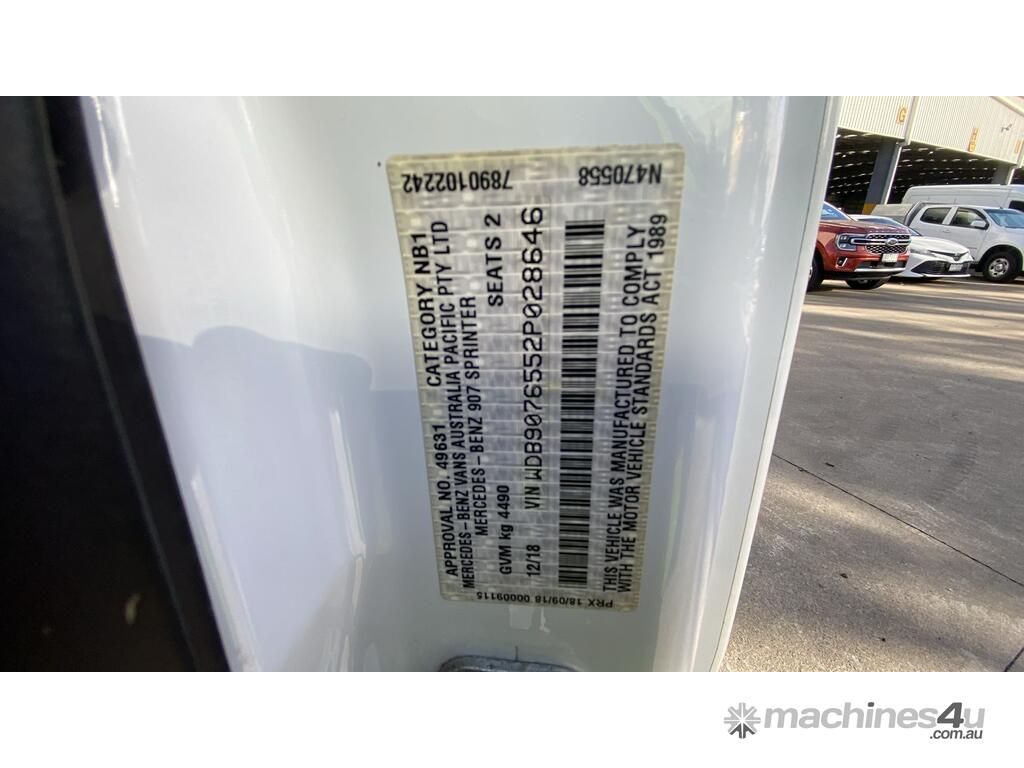 7890102242
N470558
APPROVAL NO. 49631 CATEGORY NB1
MERCEDES-BENZ VANS AUSTRALIA PACIFIC PTY LTD
MERCEDES-BENZ 907 SPRINTER
GVM kg 4490 SEATS 2
12/18 VIN WDB9076552P028646
THIS VEHICLE WAS MANUFACTURED TO COMPLY
WITH THE MOTOR VEHICLE STANDARDS ACT 1989
PRX 18/09/18 00009115
G
machines4u
.com.au